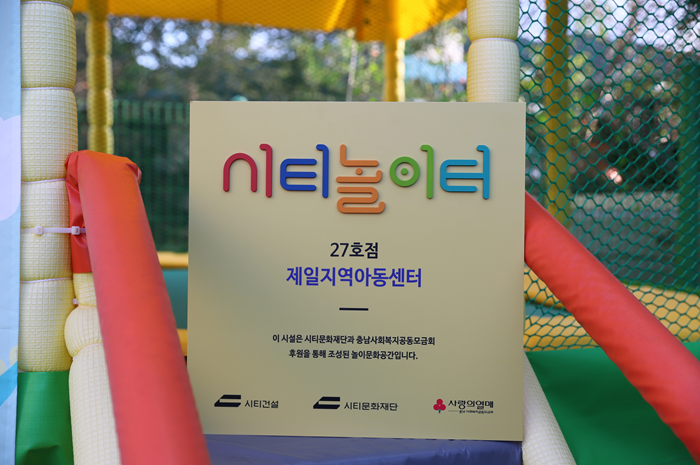 시티놀이터
27호점
제일지역아동센터
이 시설은 시티문화재단과 충남사회복지공동모금회
후원을 통해 조성된 놀이문화공간입니다.
시티건설 시티문화재단 사랑의열매